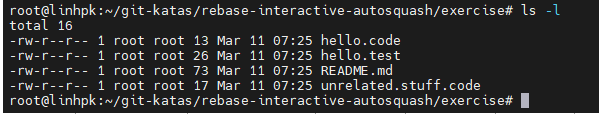 root@linhpk:~/git-katas/rebase-interactive-autosquash/exercise# ls -l
total 16
-rw-r--r-- 1 root root 13 Mar 11 07:25 hello.code
-rw-r--r-- 1 root root 26 Mar 11 07:25 hello.test
-rw-r--r-- 1 root root 73 Mar 11 07:25 README.md
-rw-r--r-- 1 root root 17 Mar 11 07:25 unrelated.stuff.code
root@linhpk:~/git-katas/rebase-interactive-autosquash/exercise#